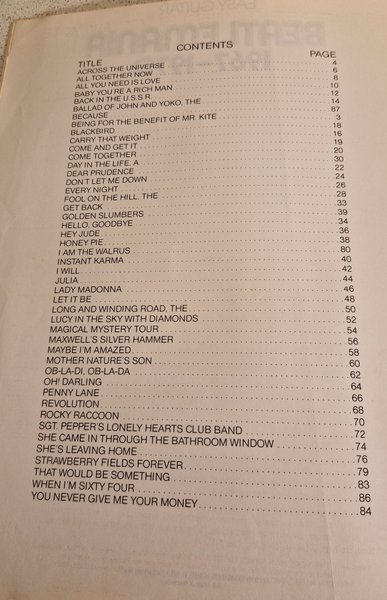 EASY GUITAR
BEATLEMANIA
CONTENTS
TITLE PAGE
ACROSS THE UNIVERSE 4
ALL TOGETHER NOW 6
ALL YOU NEED IS LOVE 8
BABY YOU'RE A RICH MAN 10
BACK IN THE U.S.S.R 12
BALLAD OF JOHN AND YOKO, THE 14
BECAUSE 87
BEING FOR THE BENEFIT OF MR. KITE 3
BLACKBIRD 18
CARRY THAT WEIGHT 16
COME AND GET IT 19
COME TOGETHER 20
DAY IN THE LIFE, A 30
DEAR PRUDENCE 22
DON'T LET ME DOWN 24
EVERY NIGHT 26
FOOL ON THE HILL, THE 28
GET BACK 33
GOLDEN SLUMBERS 39
HELLO, GOODBYE 34
HEY JUDE 36
HONEY PIE 38
I AM THE WALRUS 80
INSTANT KARMA 40
I WILL 42
JULIA 44
LADY MADONNA 46
LET IT BE 48
LONG AND WINDING ROAD, THE 50
LUCY IN THE SKY WITH DIAMONDS 52
MAGICAL MYSTERY TOUR 54
MAXWELL'S SILVER HAMMER 56
MAYBE I'M AMAZED 58
MOTHER NATURE'S SON 60
OB-LA-DI, OB-LA-DA 62
OH! DARLING 64
PENNY LANE 66
REVOLUTION 68
ROCKY RACCOON 70
SGT. PEPPER'S LONELY HEARTS CLUB BAND 72
SHE CAME IN THROUGH THE BATHROOM WINDOW 74
SHE'S LEAVING HOME 76
STRAWBERRY FIELDS FOREVER 79
THAT WOULD BE SOMETHING 83
WHEN I'M SIXTY FOUR 86
YOU NEVER GIVE ME YOUR MONEY 84